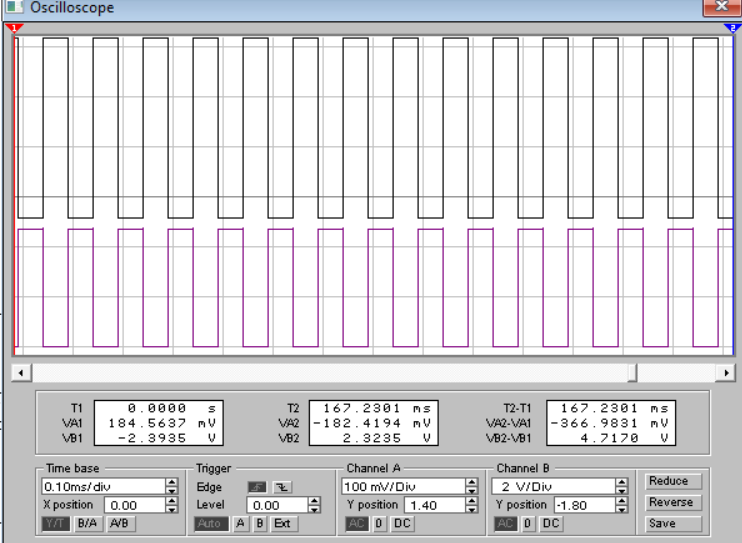 Oscilloscope
1 2
T1 0.0000 s T2 167.2301 ms T2-T1 167.2301 ms
VA1 184.5637 mV VA2 -182.4194 mV VA2-VA1 -366.9831 mV
VB1 -2.3935 V VB2 2.3235 V VB2-VB1 4.7170 V
Time base Trigger Channel A Channel B
0.10ms/div Edge 100 mV/Div 2 V/Div Reduce
X position 0.00 Level 0.00 Y position 1.40 Y position -1.80 Reverse
Y/T B/A A/B Auto A B Ext AC 0 DC AC 0 DC Save